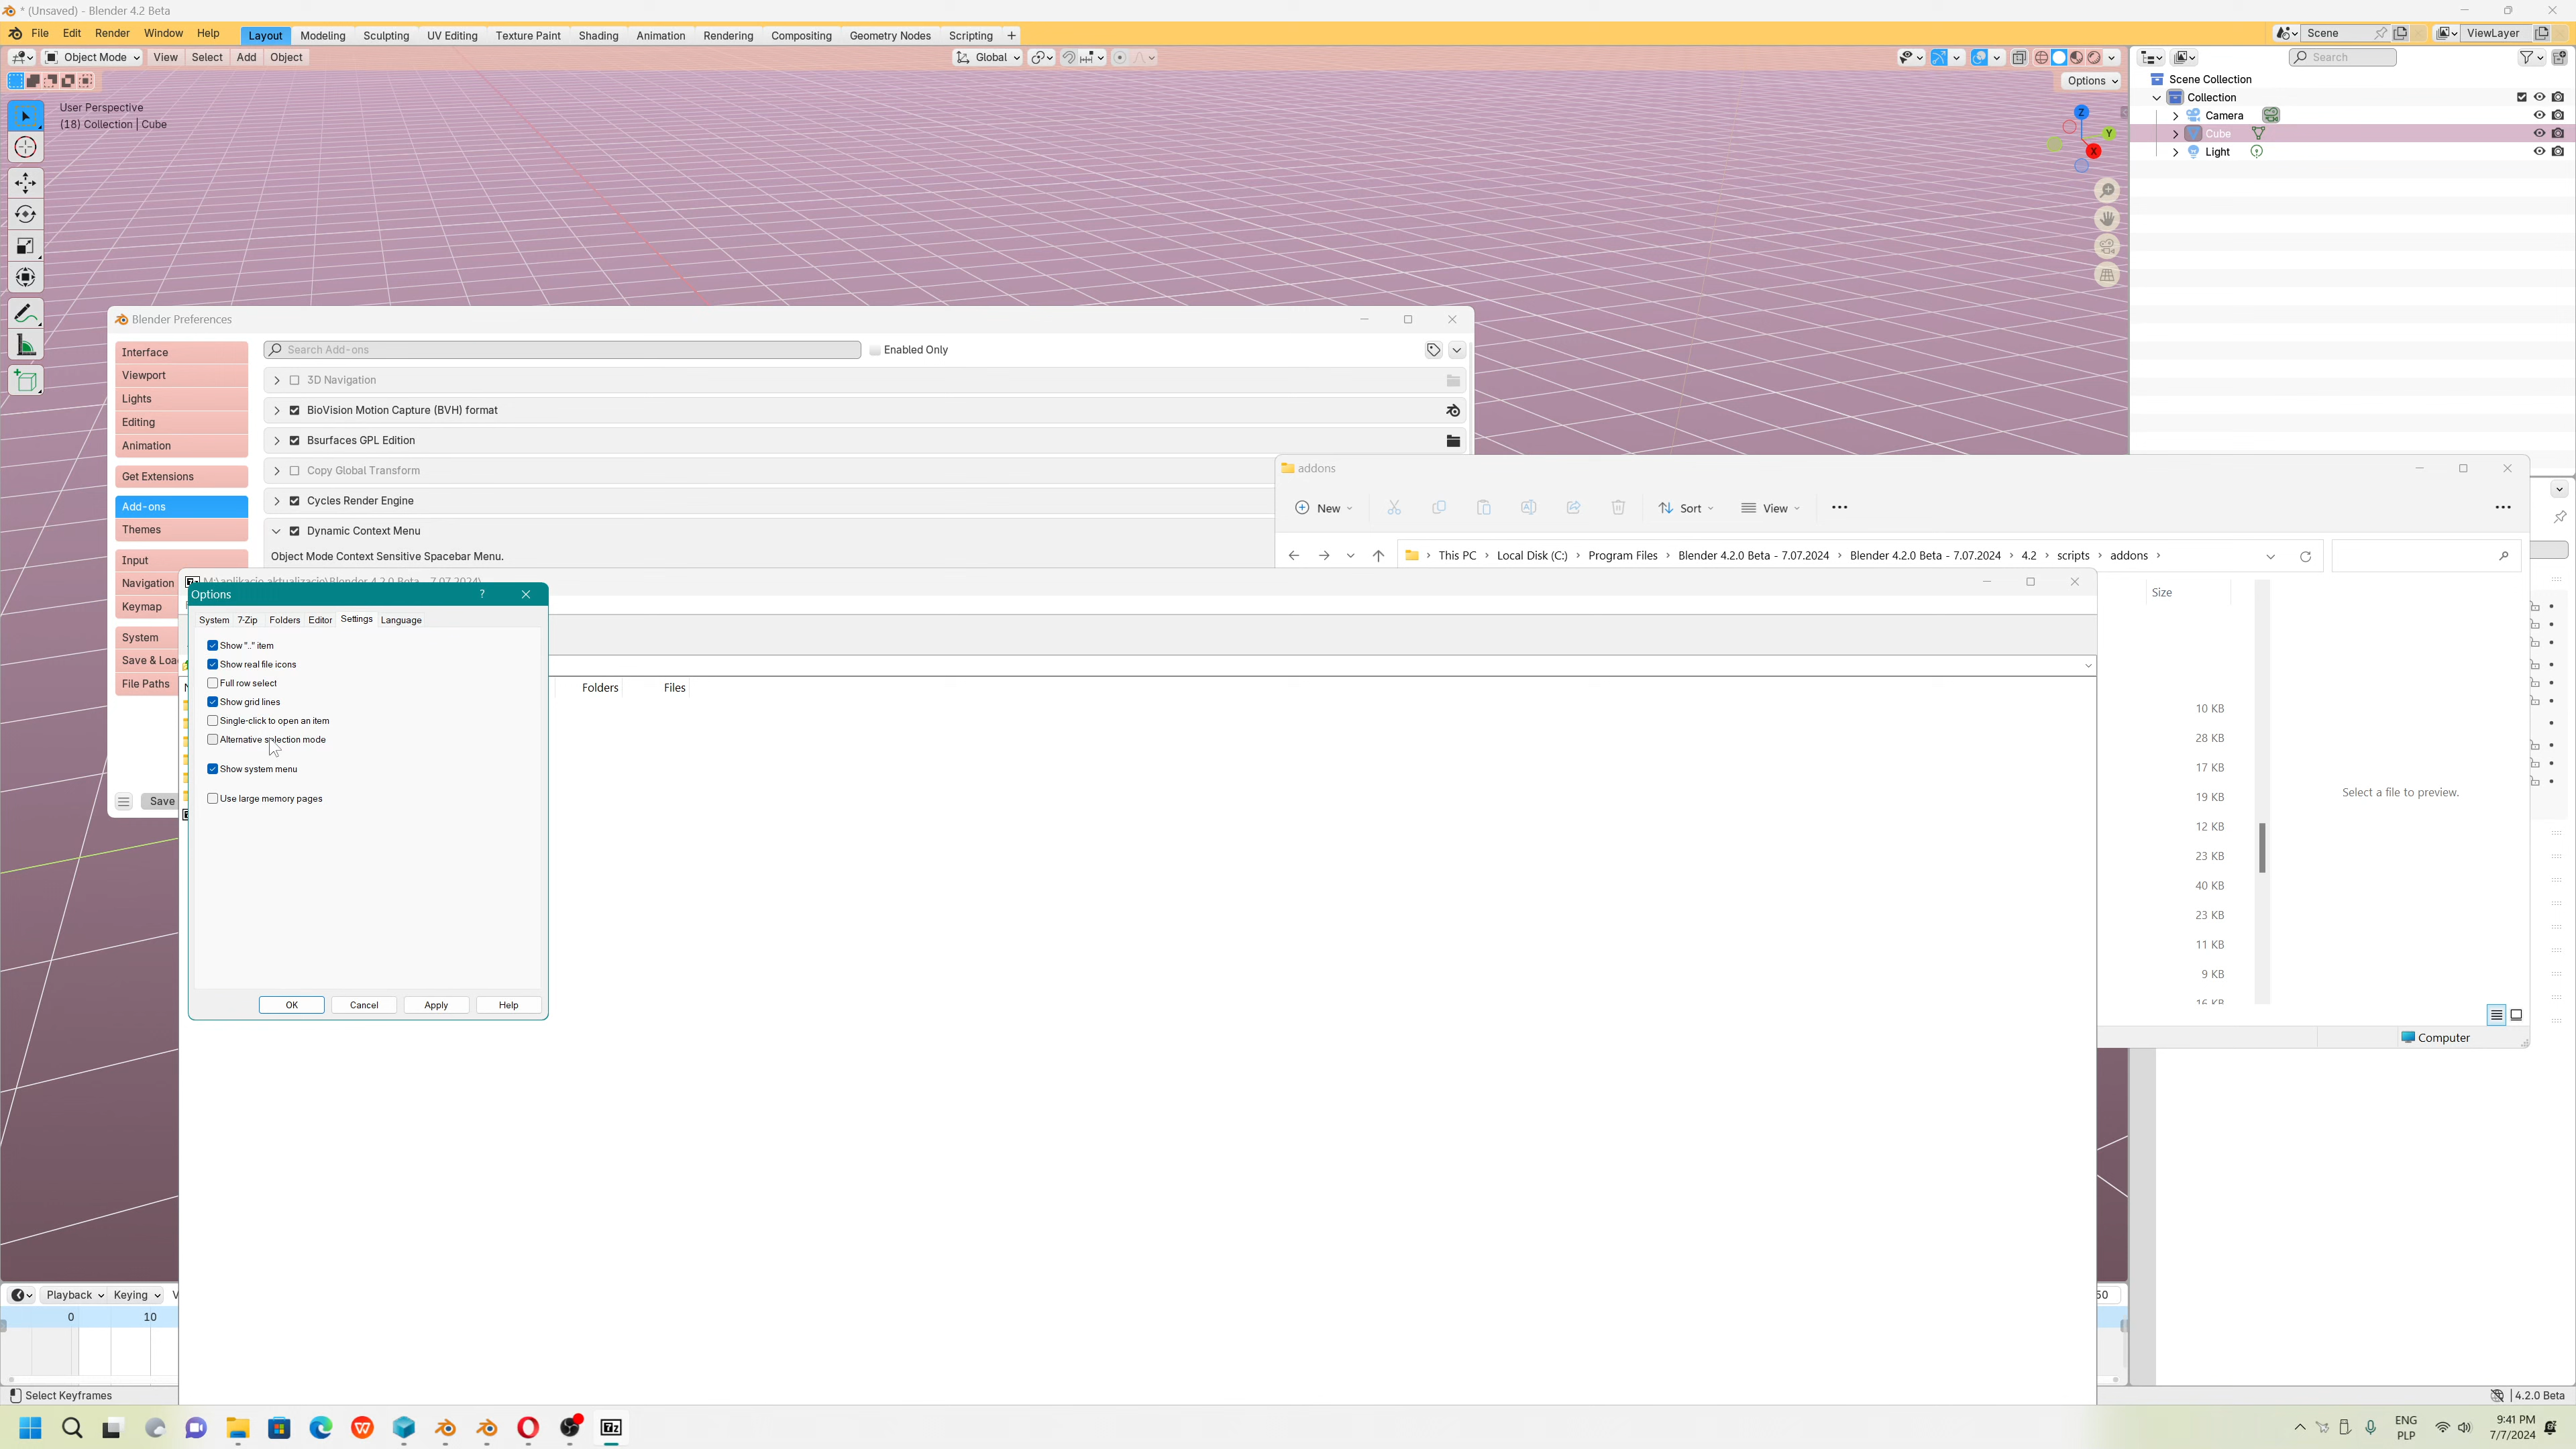 * (Unsaved) - Blender 4.2 Beta
File Edit Render Window Help Layout Modeling Sculpting UV Editing Texture Paint Shading Animation Rendering Compositing Geometry Nodes Scripting + Scene ViewLayer
Object Mode View Select Add Object Global Search
Options
User Perspective
(18) Collection | Cube
Z
Y
X
Scene Collection
Collection
Camera
Cube
Light
Blender Preferences
Interface
Viewport
Lights
Editing
Animation
Get Extensions
Add-ons
Themes
Input
Navigation
Keymap
System
Save & Loa
File Paths
Save
Search Add-ons Enabled Only
3D Navigation
BioVision Motion Capture (BVH) format
Bsurfaces GPL Edition
Copy Global Transform
Cycles Render Engine
Dynamic Context Menu
Object Mode Context Sensitive Spacebar Menu.
addons
New Sort View
This PC Local Disk (C:) Program Files Blender 4.2.0 Beta - 7.07.2024 Blender 4.2.0 Beta - 7.07.2024 4.2 scripts addons
Size
10 KB
28 KB
17 KB
19 KB
12 KB
23 KB
40 KB
23 KB
11 KB
9 KB
16 KB
Select a file to preview.
Computer
Folders Files
Options ?
System 7-Zip Folders Editor Settings Language
Show ".." item
Show real file icons
Full row select
Show grid lines
Single-click to open an item
Alternative selection mode
Show system menu
Use large memory pages
OK Cancel Apply Help
Playback Keying
0 10
Select Keyframes
4.2.0 Beta
7z
ENG
PLP
9:41 PM
7/7/2024